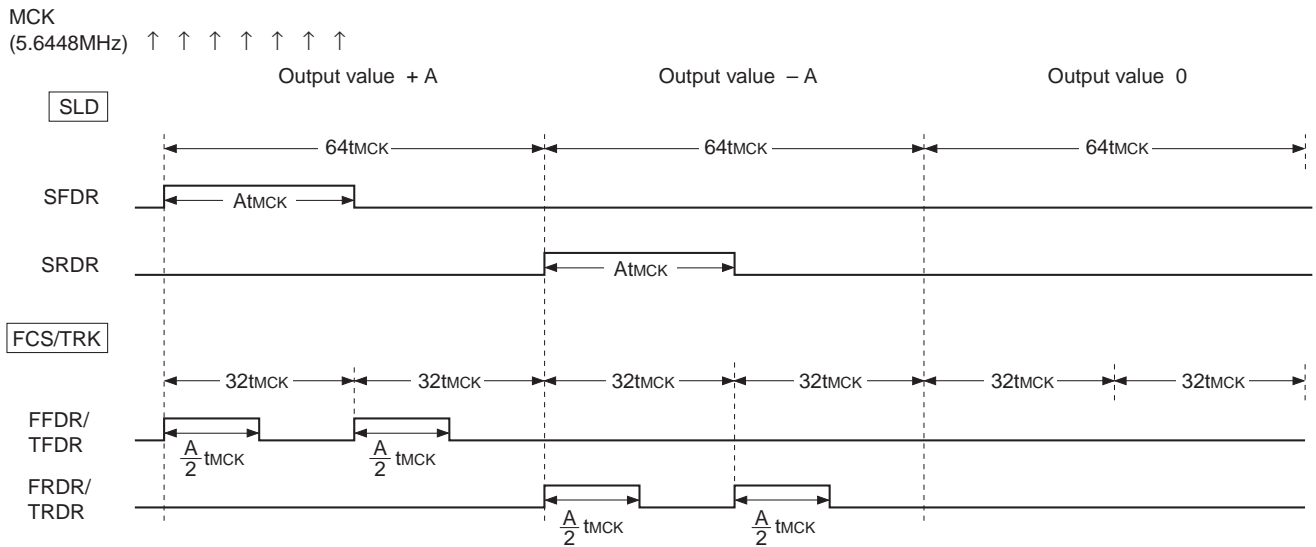 MCK
(5.6448MHz) ↑ ↑ ↑ ↑ ↑ ↑ ↑
Output value + A Output value – A Output value 0
SLD
64tMCK 64tMCK 64tMCK
SFDR
AtMCK
SRDR
AtMCK
FCS/TRK
32tMCK 32tMCK 32tMCK 32tMCK 32tMCK 32tMCK
FFDR/
TFDR
A/2 tMCK A/2 tMCK
FRDR/
TRDR
A/2 tMCK A/2 tMCK